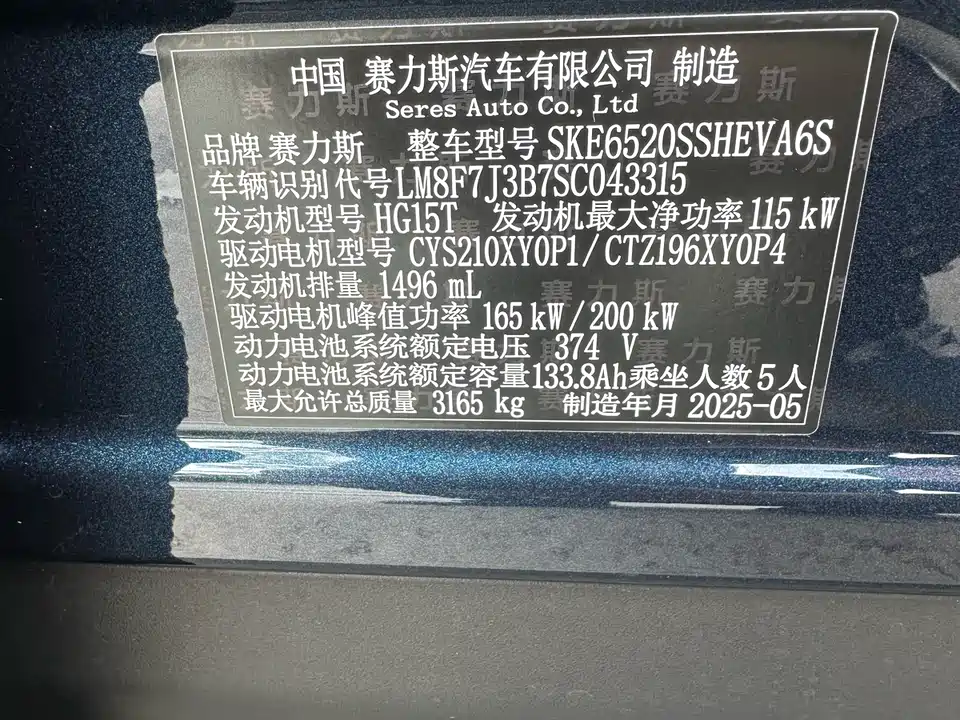 中国 赛力斯汽车有限公司 制造
Seres Auto Co., Ltd
品牌 赛力斯 整车型号 SKE6520SSHEVA6S
车辆识别代号 LM8F7J3B7SC043315
发动机型号 HG15T 发动机最大净功率 115 kW
驱动电机型号 CYS210XY0P1/CTZ196XY0P4
发动机排量 1496 mL
驱动电机峰值功率 165 kW/200 kW
动力电池系统额定电压 374 V
动力电池系统额定容量 133.8Ah 乘坐人数 5 人
最大允许总质量 3165 kg 制造年月 2025-05